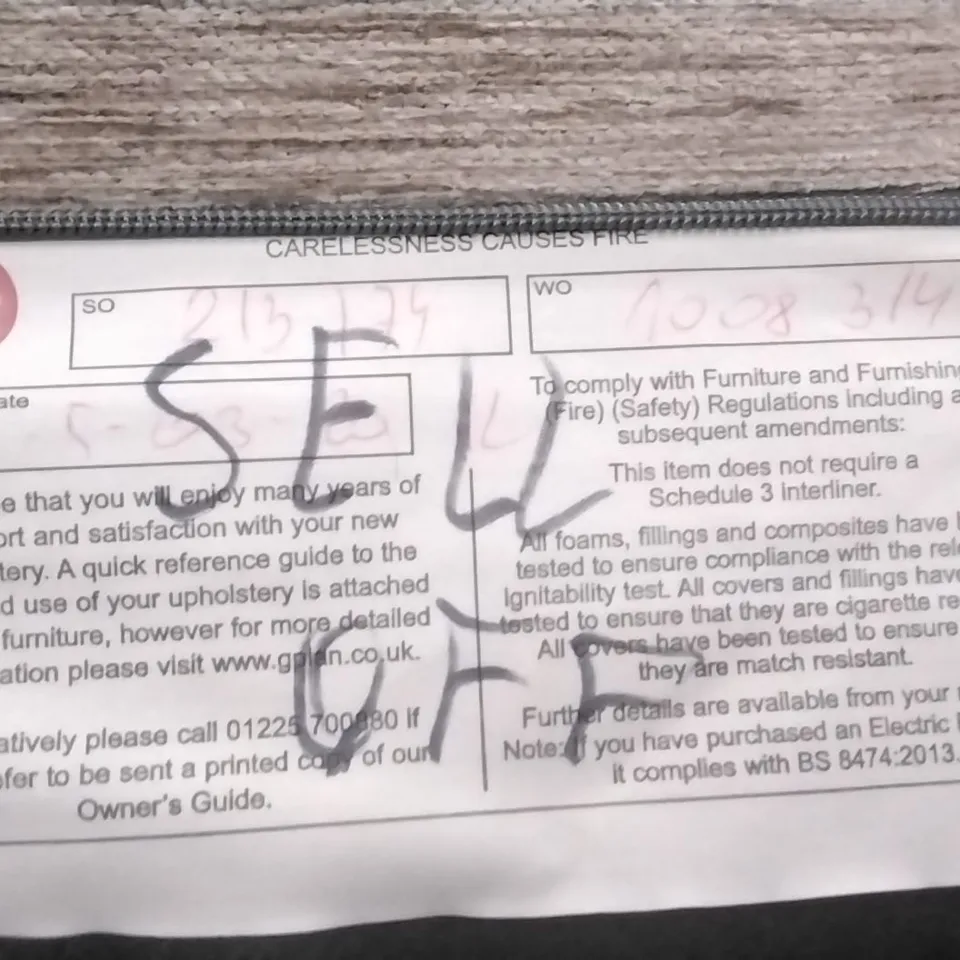 CARELESSNESS CAUSES FIRE
SO
WO
1008 314
ate
SELL
OFF
e that you will enjoy many years of
ort and satisfaction with your new
tery. A quick reference guide to the
d use of your upholstery is attached
furniture, however for more detailed
ation please visit www.gplan.co.uk.
atively please call 01225 700880 If
efer to be sent a printed copy of our
Owner's Guide.
To comply with Furniture and Furnishing
(Fire) (Safety) Regulations including a
subsequent amendments:
This item does not require a
Schedule 3 interliner.
All foams, fillings and composites have
tested to ensure compliance with the rele
Ignitability test. All covers and fillings have
tested to ensure that they are cigarette re
All covers have been tested to ensure
they are match resistant.
Further details are available from your
Note: If you have purchased an Electric
it complies with BS 8474:2013.